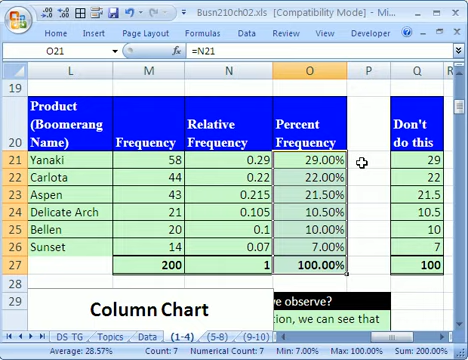 Busn210ch02.xls [Compatibility Mode] - Mi...
Home Insert Page Layout Formulas Data Review View Developer
O21 fx =N21
L M N O P Q R
19
20 Product (Boomerang Name) Frequency Relative Frequency Percent Frequency Don't do this
21 Yanaki 58 0.29 29.00% 29
22 Carlota 44 0.22 22.00% 22
23 Aspen 43 0.215 21.50% 21.5
24 Delicate Arch 21 0.105 10.50% 10.5
25 Bellen 20 0.1 10.00% 10
26 Sunset 14 0.07 7.00% 7
27 200 1 100.00% 100
28
29 Column Chart ve observe?
tion, we can see that
DS TG Topics Data (1-4) (5-8) (9-10)
Average: 28.57% Count: 7 Numerical Count: 7 Min: 7.00% Max: 100.00% Sum: 200.00%